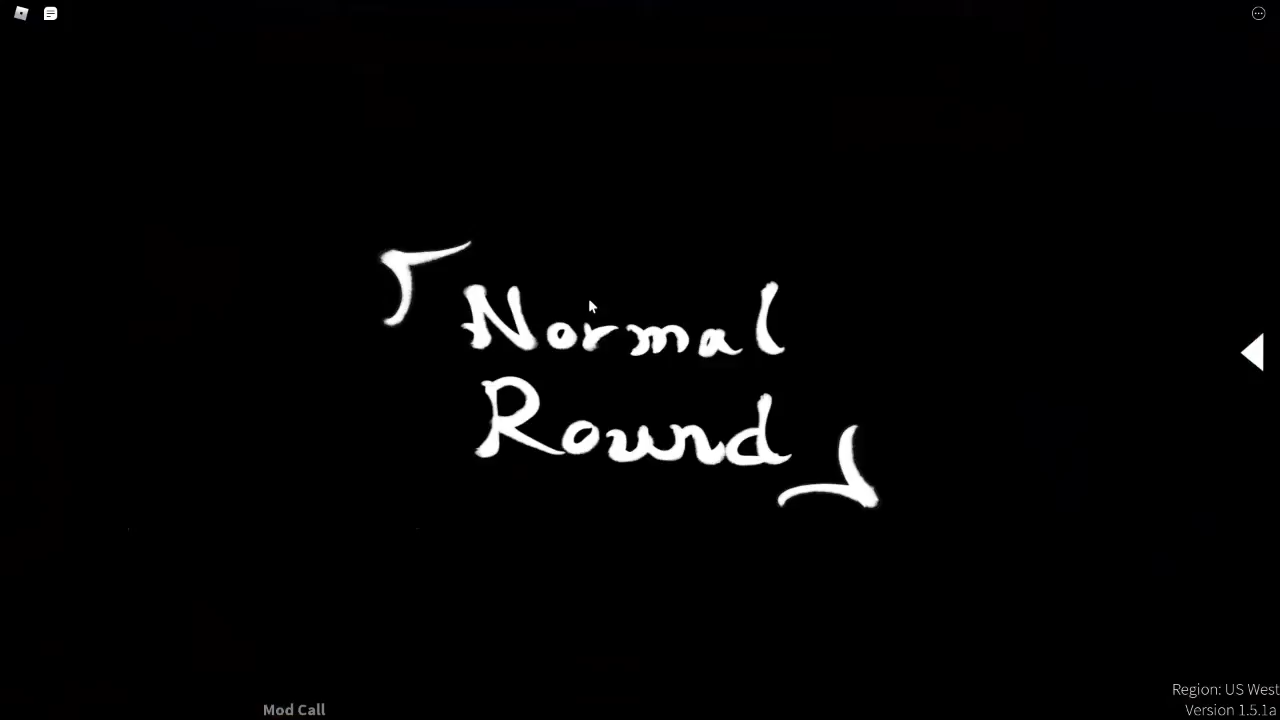 「Normal
Round」
Mod Call
Region: US West
Version 1.5.1a